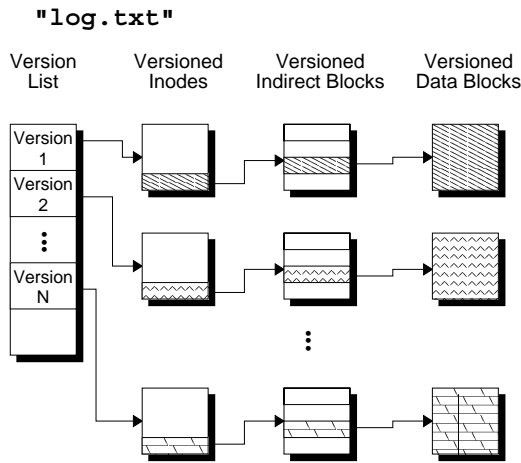 "log.txt"
Version
List
Versioned
Inodes
Versioned
Indirect Blocks
Versioned
Data Blocks
Version
1
Version
2
Version
N